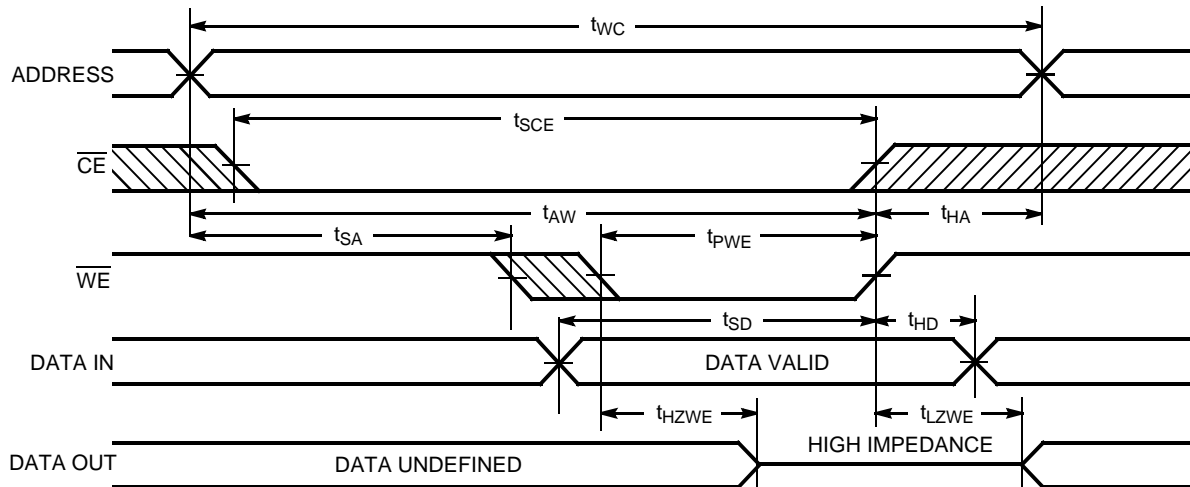 tWC
ADDRESS
tSCE
CE
tAW
tHA
tSA
tPWE
WE
tSD
tHD
DATA IN
DATA VALID
tHZWE
tLZWE
HIGH IMPEDANCE
DATA OUT
DATA UNDEFINED